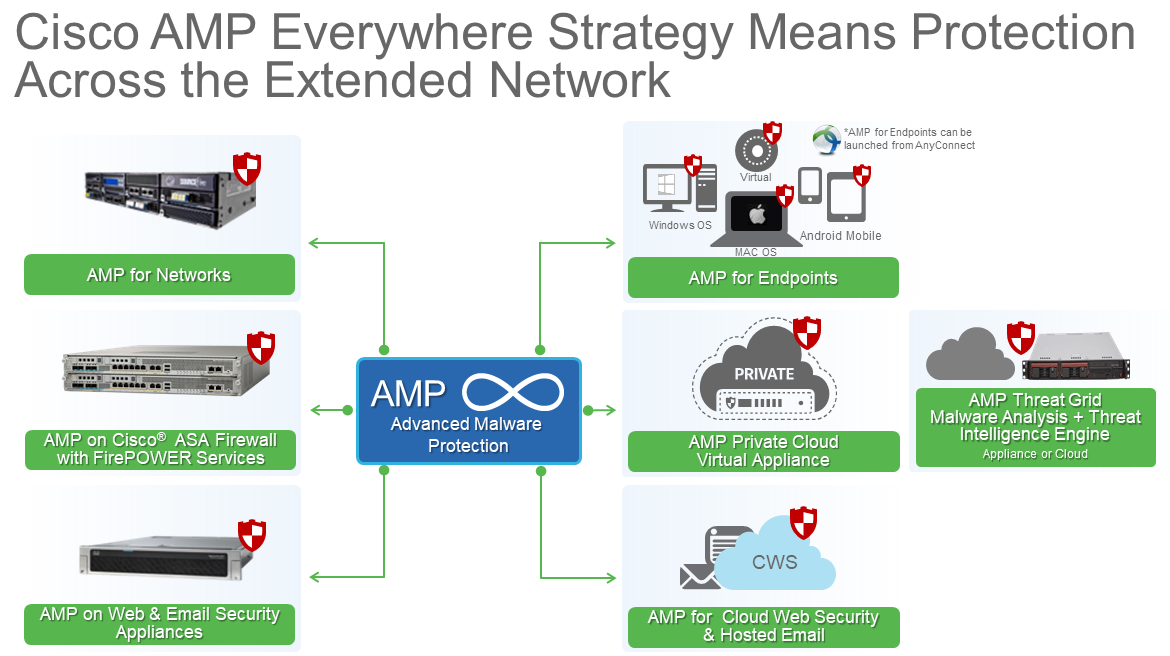 Cisco AMP Everywhere Strategy Means Protection
Across the Extended Network
AMP for Networks
Windows OS
Virtual
MAC OS
Android Mobile
*AMP for Endpoints can be
launched from AnyConnect
AMP for Endpoints
AMP on Cisco® ASA Firewall
with FirePOWER Services
AMP
Advanced Malware
Protection
PRIVATE
AMP Private Cloud
Virtual Appliance
AMP Threat Grid
Malware Analysis + Threat
Intelligence Engine
Appliance or Cloud
AMP on Web & Email Security
Appliances
CWS
AMP for Cloud Web Security
& Hosted Email